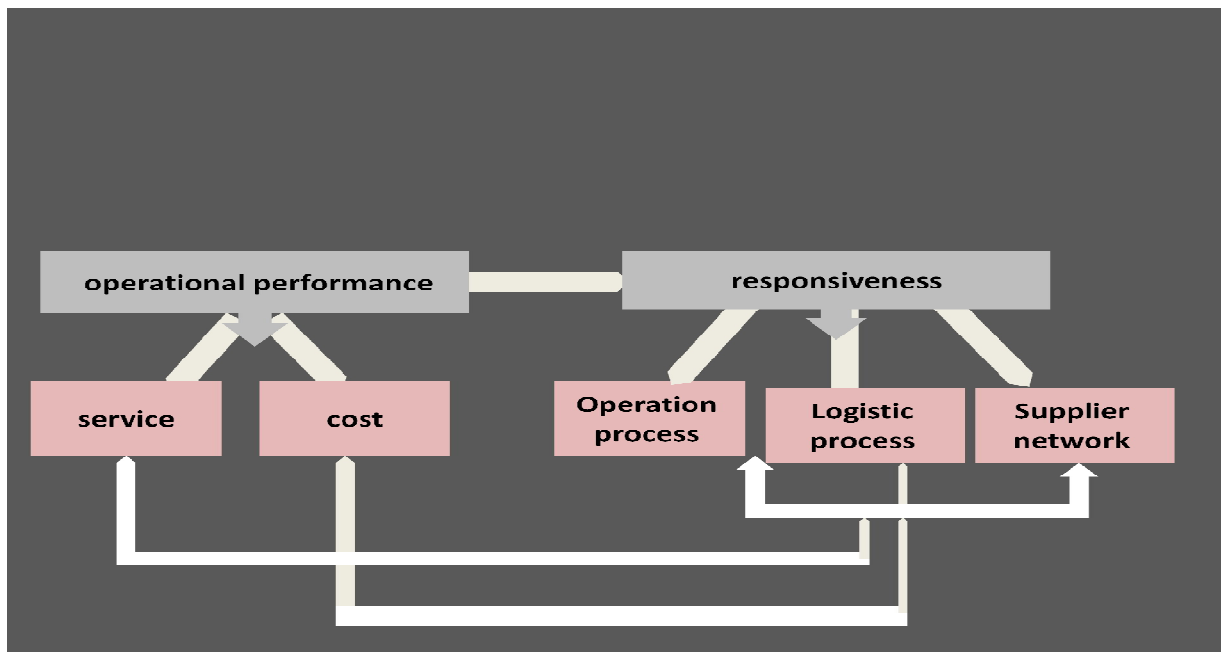 operational performance
responsiveness
service
cost
Operation
process
Logistic
process
Supplier
network